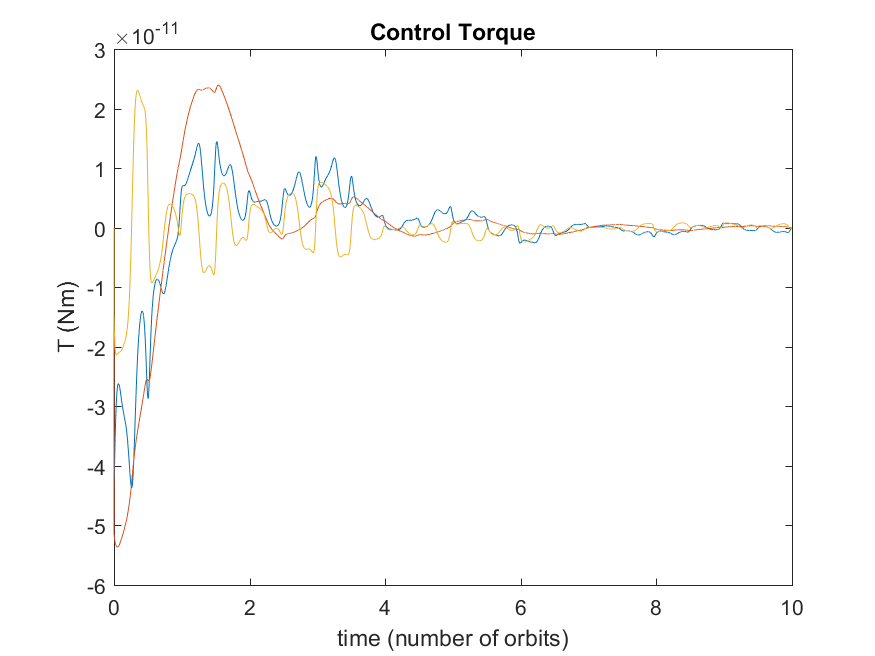 Control Torque
×10-11
3
2
1
0
-1
-2
-3
-4
-5
-6
T (Nm)
0 2 4 6 8 10
time (number of orbits)